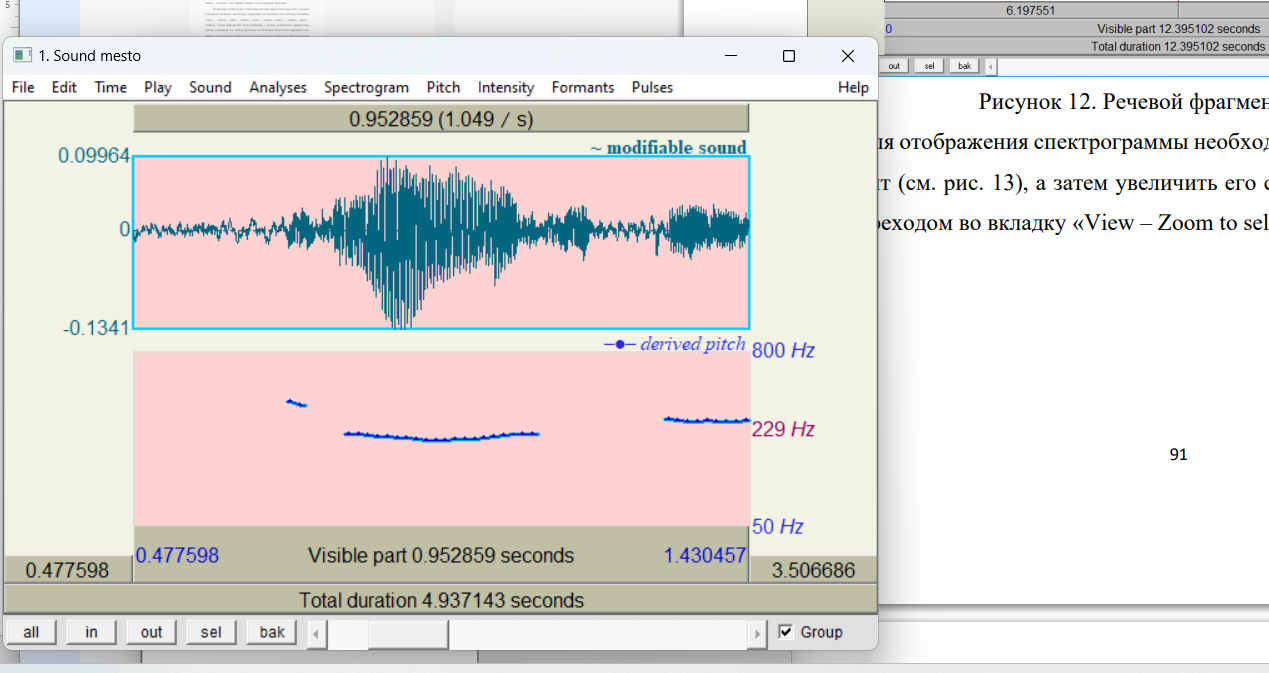 1. Sound mesto
File Edit Time Play Sound Analyses Spectrogram Pitch Intensity Formants Pulses Help
0.952859 (1.049 / s)
~ modifiable sound
0.09964
0
-0.1341
derived pitch
800 Hz
229 Hz
50 Hz
0.477598 Visible part 0.952859 seconds 1.430457
0.477598
3.506686
Total duration 4.937143 seconds
all in out sel bak Group
5
6.197551
0 Visible part 12.395102 seconds
Total duration 12.395102 seconds
out sel bak
Рисунок 12. Речевой фрагмен
ля отображения спектрограммы необход
нт (см. рис. 13), а затем увеличить его с
реходом во вкладку «View – Zoom to sel
91